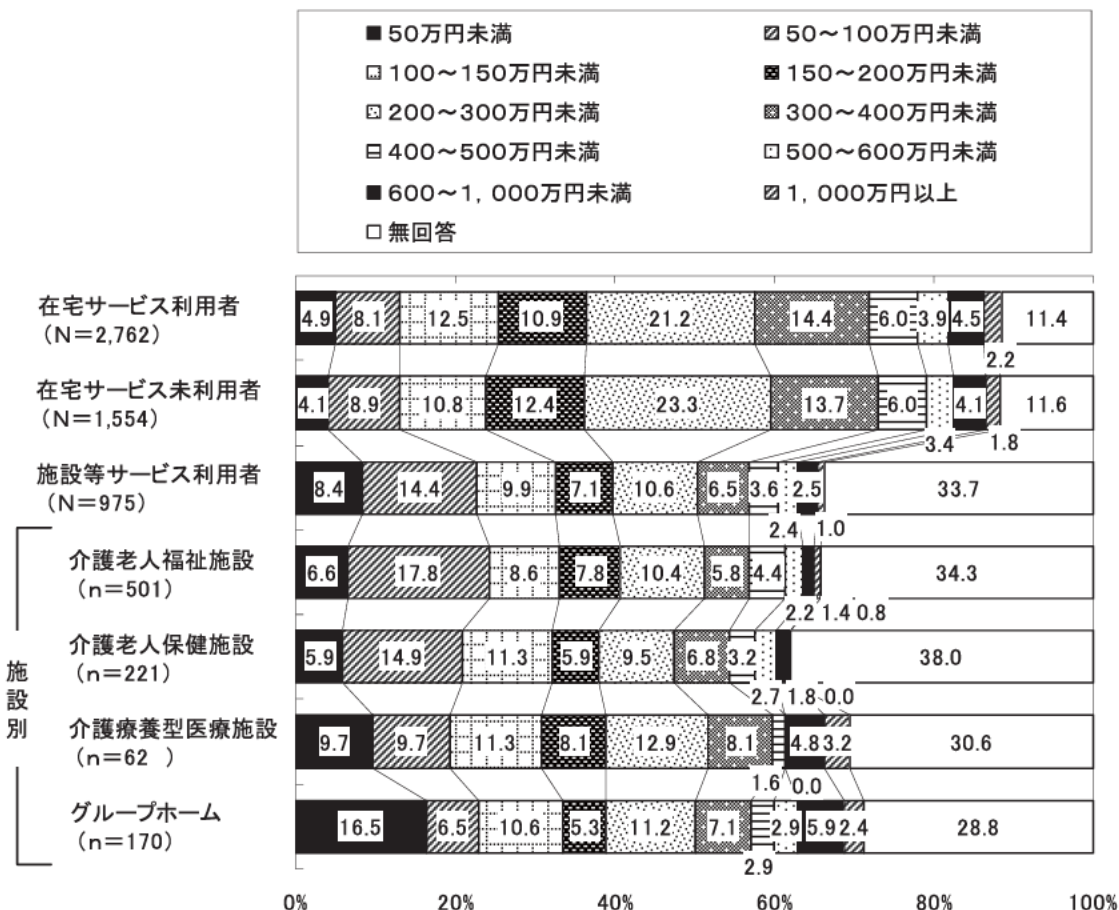 ■50万円未満
50～100万円未満
100～150万円未満
150～200万円未満
200～300万円未満
300～400万円未満
400～500万円未満
500～600万円未満
■600～1，000万円未満
1，000万円以上
□無回答
在宅サービス利用者
（N＝2,762）
4.9 8.1 12.5 10.9 21.2 14.4 6.0 3.9 4.5 11.4
2.2
在宅サービス未利用者
（N＝1,554）
4.1 8.9 10.8 12.4 23.3 13.7 6.0 4.1 11.6
3.4 1.8
施設等サービス利用者
（N＝975）
8.4 14.4 9.9 7.1 10.6 6.5 3.6 2.5 33.7
2.4 1.0
施設別
介護老人福祉施設
（n＝501）
6.6 17.8 8.6 7.8 10.4 5.8 4.4 34.3
2.2 1.4 0.8
介護老人保健施設
（n＝221）
5.9 14.9 11.3 5.9 9.5 6.8 3.2 38.0
2.7 1.8 0.0
介護療養型医療施設
（n＝62 ）
9.7 9.7 11.3 8.1 12.9 8.1 4.8 3.2 30.6
1.6 0.0
グループホーム
（n＝170）
16.5 6.5 10.6 5.3 11.2 7.1 2.9 5.9 2.4 28.8
2.9
0% 20% 40% 60% 80% 100%